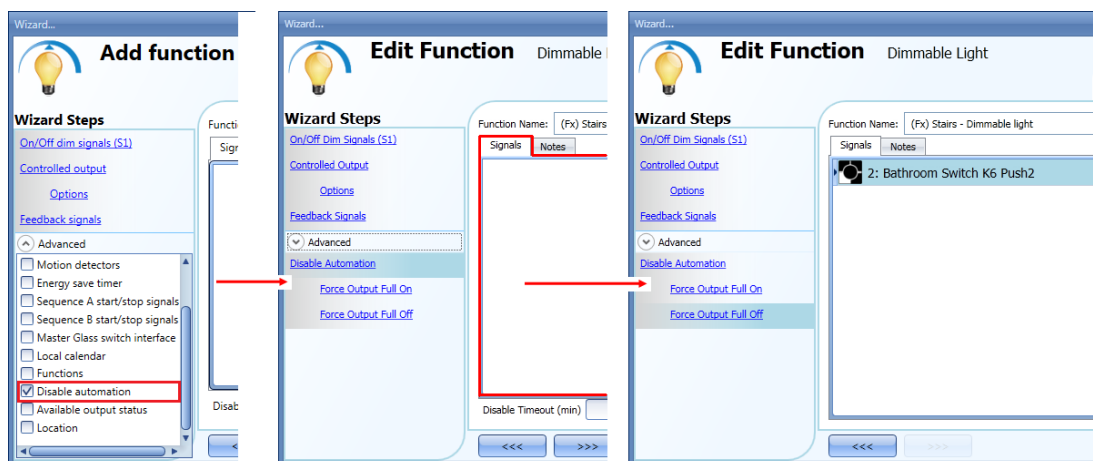 Wizard...
Add function
Wizard Steps
On/Off dim signals (S1)
Controlled output
Options
Feedback signals
Advanced
Motion detectors
Energy save timer
Sequence A start/stop signals
Sequence B start/stop signals
Master Glass switch interface
Local calendar
Functions
Disable automation
Available output status
Location
Functi
Sigr
Disab
<
Wizard...
Edit Function Dimmable
Wizard Steps
On/Off Dim Signals (S1)
Controlled Output
Options
Feedback Signals
Advanced
Disable Automation
Force Output Full On
Force Output Full Off
Function Name: (Fx) Stairs
Signals Notes
Disable Timeout (min)
<<< >>>
Wizard...
Edit Function Dimmable Light
Wizard Steps
On/Off Dim Signals (S1)
Controlled Output
Options
Feedback Signals
Advanced
Disable Automation
Force Output Full On
Force Output Full Off
Function Name: (Fx) Stairs - Dimmable light
Signals Notes
2: Bathroom Switch K6 Push2
<<< >>>